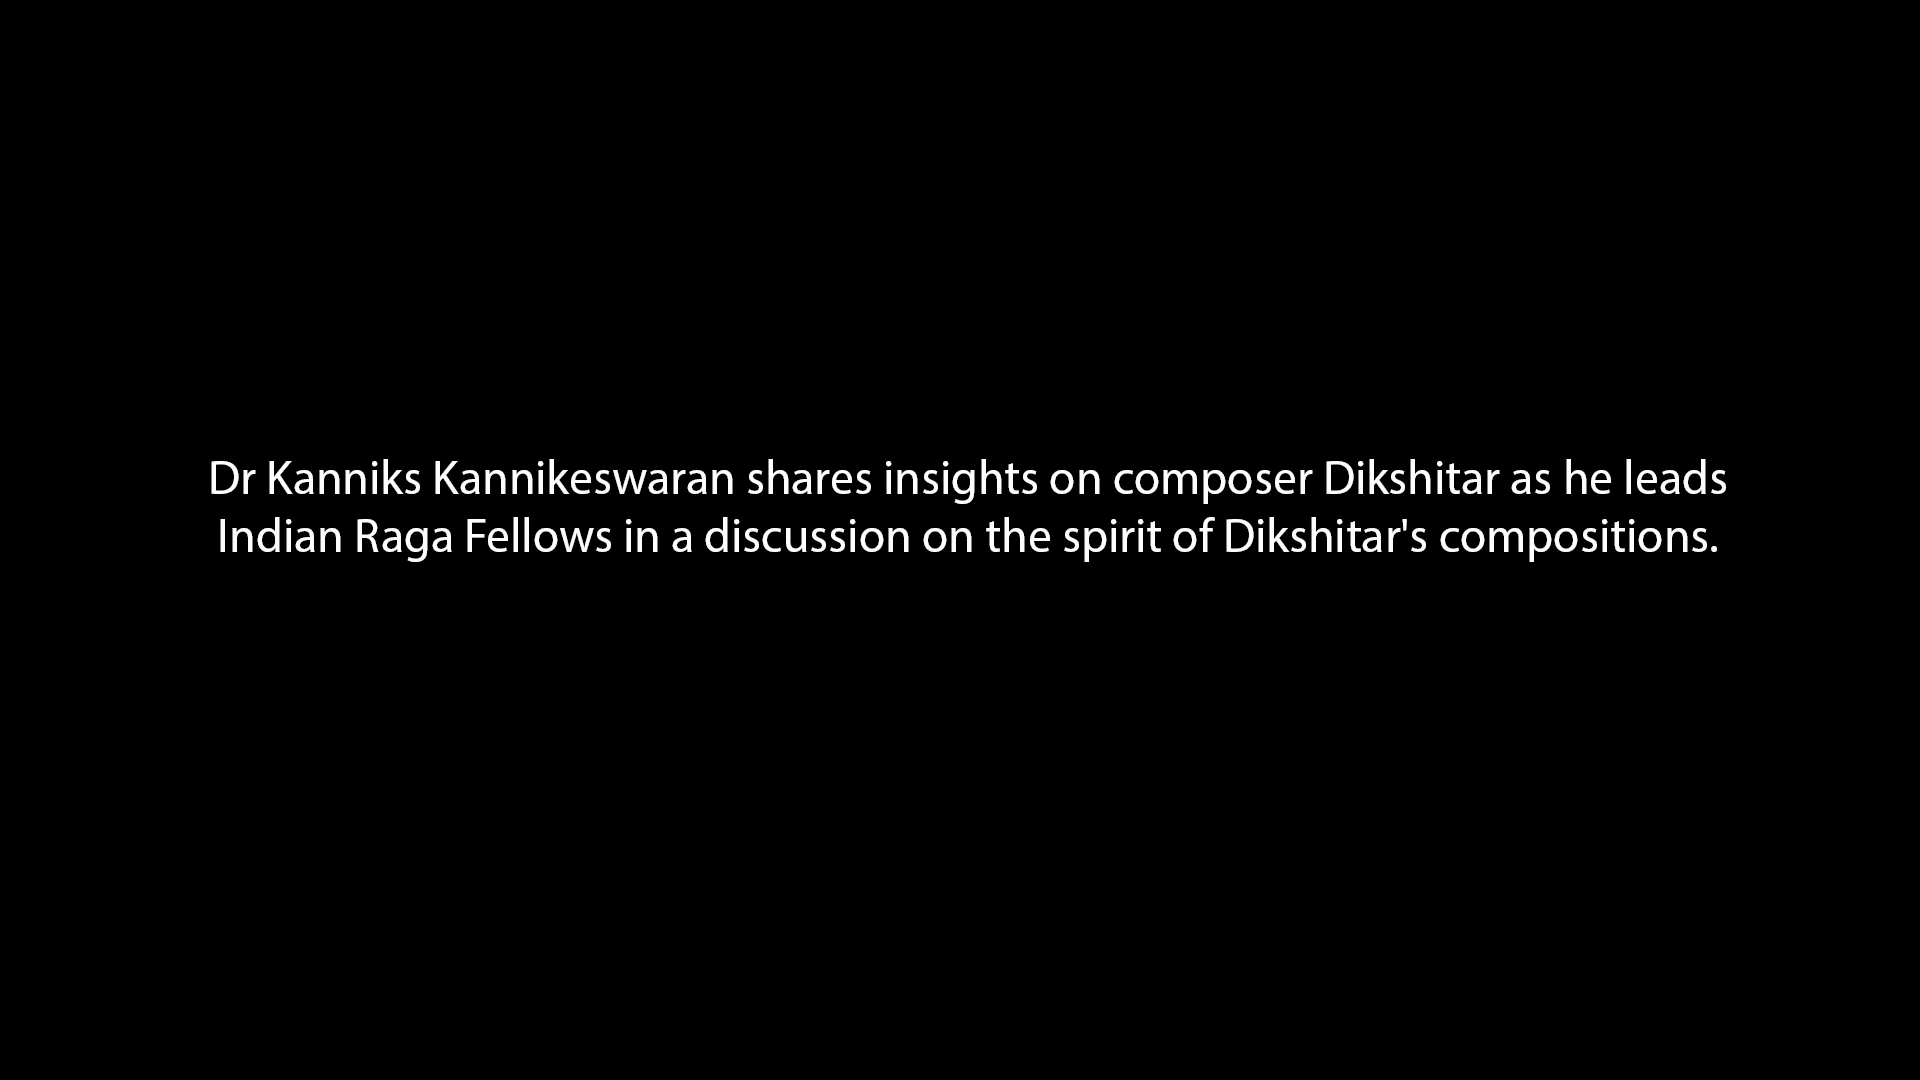 Dr Kanniks Kannikeswaran shares insights on composer Dikshitar as he leads
Indian Raga Fellows in a discussion on the spirit of Dikshitar's compositions.